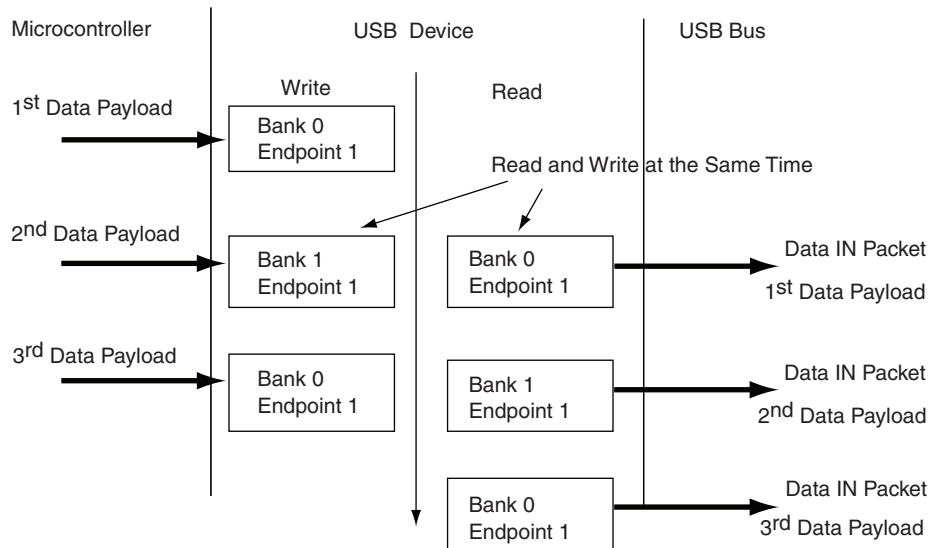 Microcontroller
USB Device
USB Bus
Write
Read
1st Data Payload
Bank 0
Endpoint 1
Read and Write at the Same Time
2nd Data Payload
Bank 1
Endpoint 1
Bank 0
Endpoint 1
Data IN Packet
1st Data Payload
3rd Data Payload
Bank 0
Endpoint 1
Bank 1
Endpoint 1
Data IN Packet
2nd Data Payload
Bank 0
Endpoint 1
Data IN Packet
3rd Data Payload